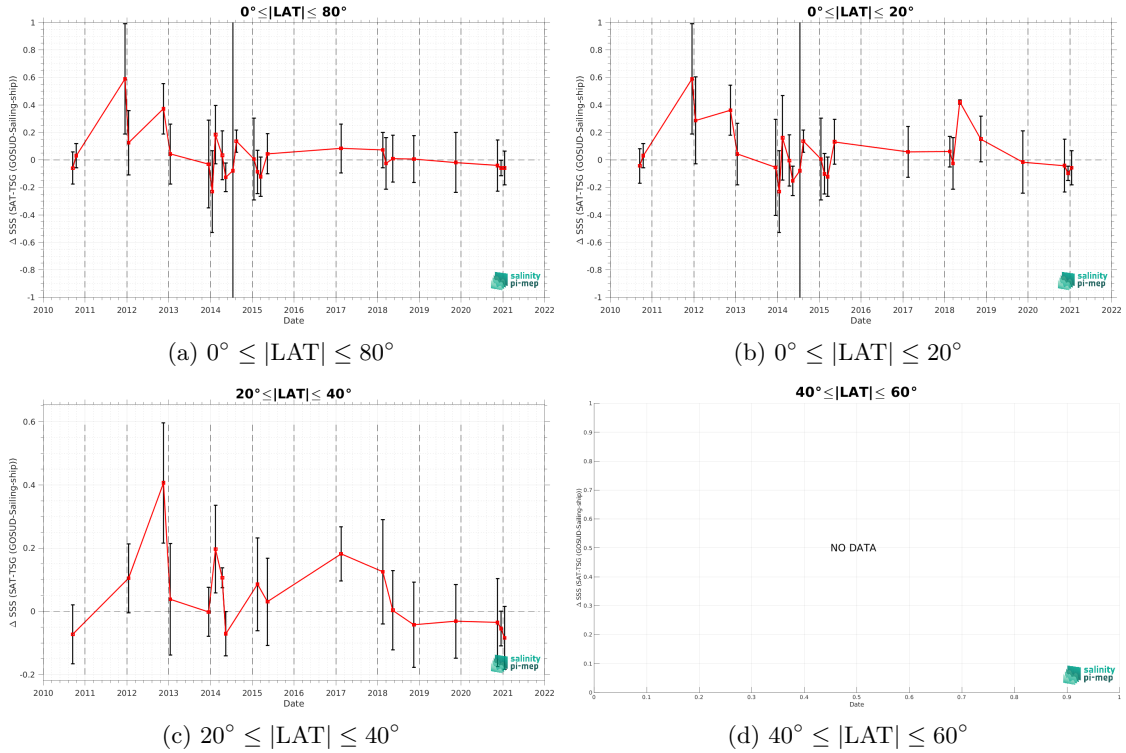 0°≤|LAT|≤ 80°
Δ SSS (SAT-TSG (GOSUD-Sailing-ship))
1
0.8
0.6
0.4
0.2
0
-0.2
-0.4
-0.6
-0.8
-1
2010 2011 2012 2013 2014 2015 2016 2017 2018 2019 2020 2021 2022
Date
salinity
pi-mep
(a) 0° ≤ |LAT| ≤ 80°
0°≤|LAT|≤ 20°
Δ SSS (SAT-TSG (GOSUD-Sailing-ship))
1
0.8
0.6
0.4
0.2
0
-0.2
-0.4
-0.6
-0.8
-1
2010 2011 2012 2013 2014 2015 2016 2017 2018 2019 2020 2021 2022
Date
salinity
pi-mep
(b) 0° ≤ |LAT| ≤ 20°
20°≤|LAT|≤ 40°
Δ SSS (SAT-TSG (GOSUD-Sailing-ship))
0.6
0.4
0.2
0
-0.2
2010 2011 2012 2013 2014 2015 2016 2017 2018 2019 2020 2021 2022
Date
salinity
pi-mep
(c) 20° ≤ |LAT| ≤ 40°
40°≤|LAT|≤ 60°
Δ SSS (SAT-TSG (GOSUD-Sailing-ship))
1
0.9
0.8
0.7
0.6
0.5
0.4
0.3
0.2
0.1
0
NO DATA
0 0.1 0.2 0.3 0.4 0.5 0.6 0.7 0.8 0.9 1
Date
salinity
pi-mep
(d) 40° ≤ |LAT| ≤ 60°